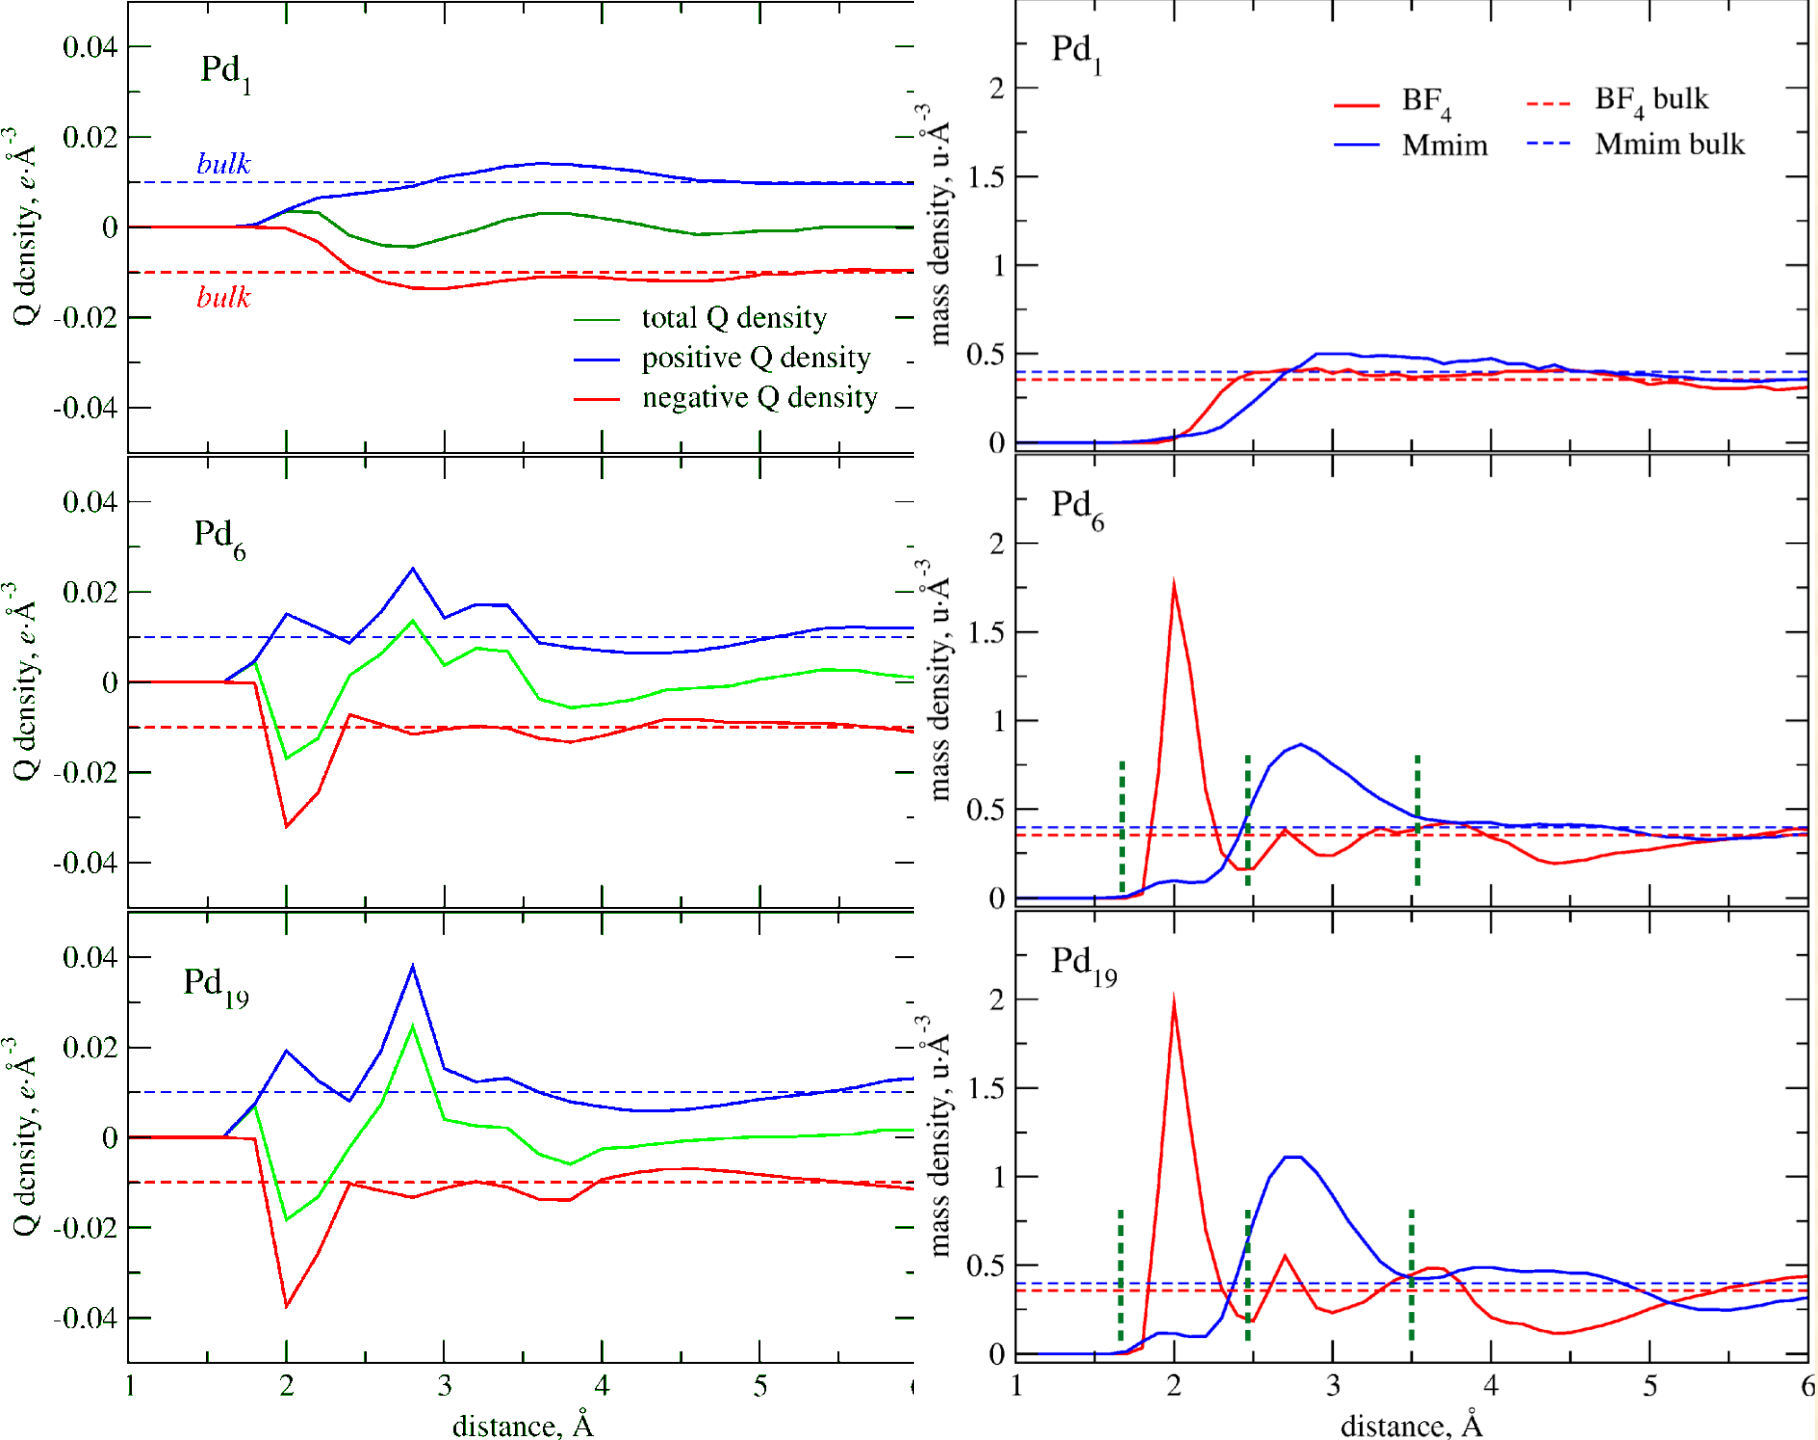 0.04
0.02
0
-0.02
-0.04
Q density, e·Å-3
Pd1
bulk
bulk
total Q density
positive Q density
negative Q density
2
1.5
1
0.5
0
mass density, u·Å-3
Pd1
BF4
Mmim
BF4 bulk
Mmim bulk
0.04
0.02
0
-0.02
-0.04
Q density, e·Å-3
Pd6
2
1.5
1
0.5
0
mass density, u·Å-3
Pd6
0.04
0.02
0
-0.02
-0.04
Q density, e·Å-3
Pd19
1 2 3 4 5
distance, Å
2
1.5
1
0.5
0
mass density, u·Å-3
Pd19
1 2 3 4 5 6
distance, Å